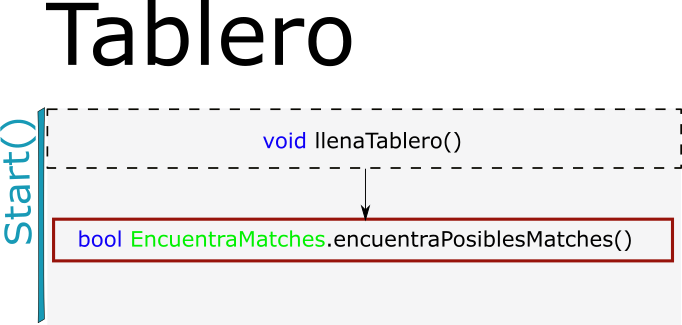 Tablero
Start()
void llenaTablero()
bool EncuentraMatches.encuentraPosiblesMatches()